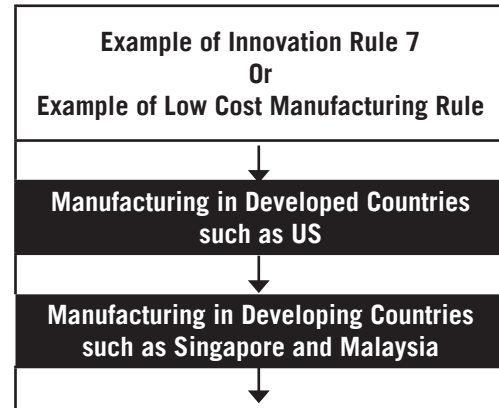 Example of Innovation Rule 7
Or
Example of Low Cost Manufacturing Rule
Manufacturing in Developed Countries
such as US
Manufacturing in Developing Countries
such as Singapore and Malaysia